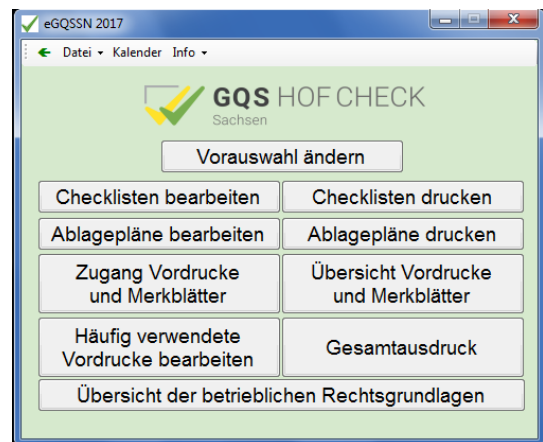 eGQSSN 2017
Datei Kalender Info
GQS HOF CHECK
Sachsen
Vorauswahl ändern
Checklisten bearbeiten
Checklisten drucken
Ablagepläne bearbeiten
Ablagepläne drucken
Zugang Vordrucke
und Merkblätter
Übersicht Vordrucke
und Merkblätter
Häufig verwendete
Vordrucke bearbeiten
Gesamtausdruck
Übersicht der betrieblichen Rechtsgrundlagen